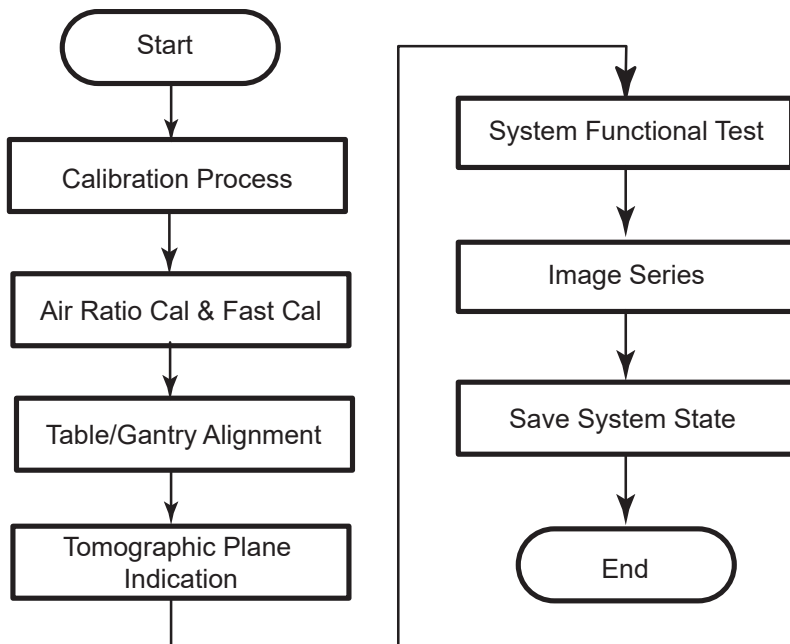 Start
Calibration Process
Air Ratio Cal & Fast Cal
Table/Gantry Alignment
Tomographic Plane
Indication
System Functional Test
Image Series
Save System State
End